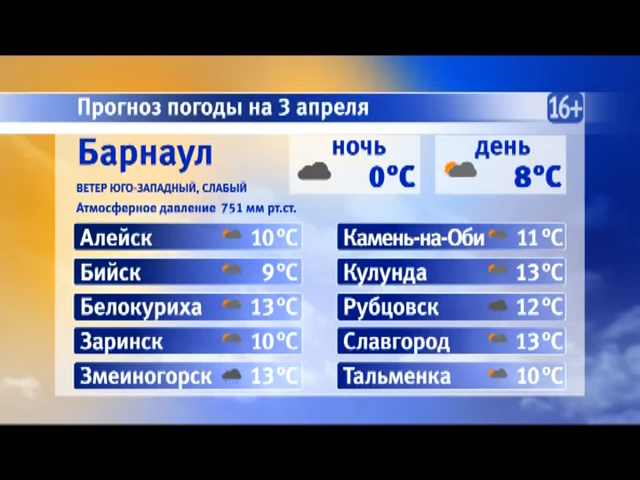 Прогноз погоды на 3 апреля
16+
Барнаул
ВЕТЕР ЮГО-ЗАПАДНЫЙ, СЛАБЫЙ
Атмосферное давление 751 мм рт.ст.
ночь
0°C
день
8°C
Алейск 10°C
Бийск 9°C
Белокуриха 13°C
Заринск 10°C
Змеиногорск 13°C
Камень-на-Оби 11°C
Кулунда 13°C
Рубцовск 12°C
Славгород 13°C
Тальменка 10°C